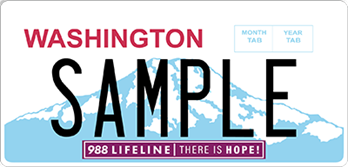 WASHINGTON
MONTH TAB
YEAR TAB
SAMPLE
988 LIFELINE | THERE IS HOPE!